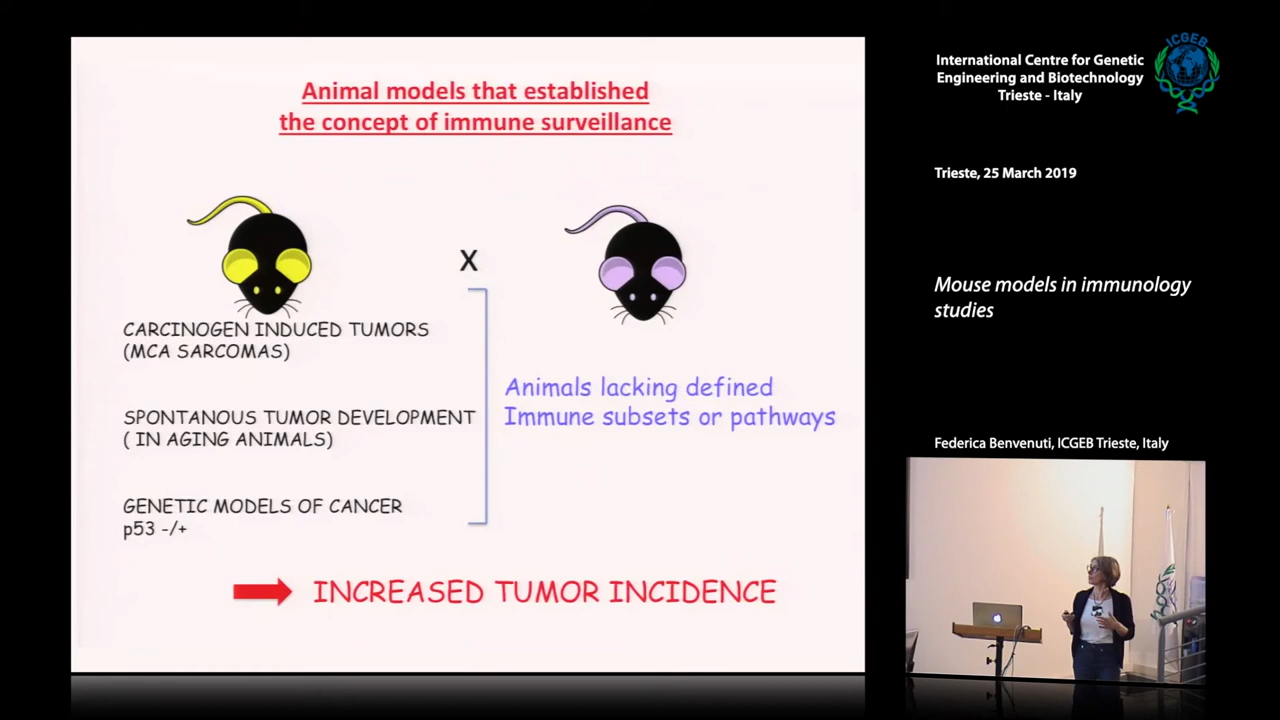 Animal models that established
the concept of immune surveillance
X
CARCINOGEN INDUCED TUMORS
(MCA SARCOMAS)
SPONTANOUS TUMOR DEVELOPMENT
( IN AGING ANIMALS)
GENETIC MODELS OF CANCER
p53 -/+
Animals lacking defined
Immune subsets or pathways
INCREASED TUMOR INCIDENCE
International Centre for Genetic
Engineering and Biotechnology
Trieste - Italy
ICGEB
Trieste, 25 March 2019
Mouse models in immunology
studies
Federica Benvenuti, ICGEB Trieste, Italy